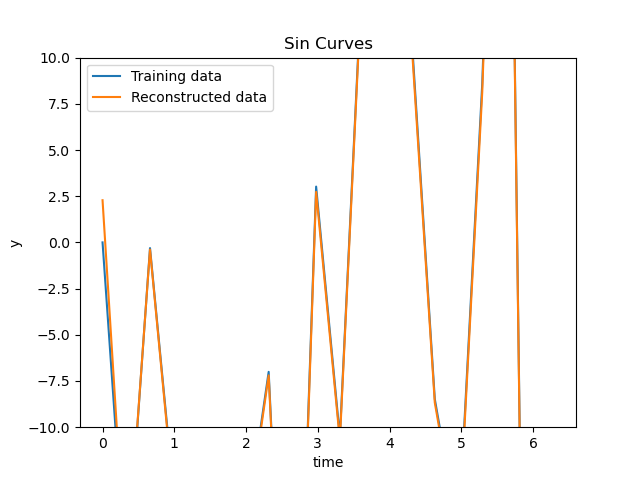 Sin Curves
Training data
Reconstructed data
10.0
7.5
5.0
2.5
0.0
−2.5
−5.0
−7.5
−10.0
y
0 1 2 3 4 5 6
time